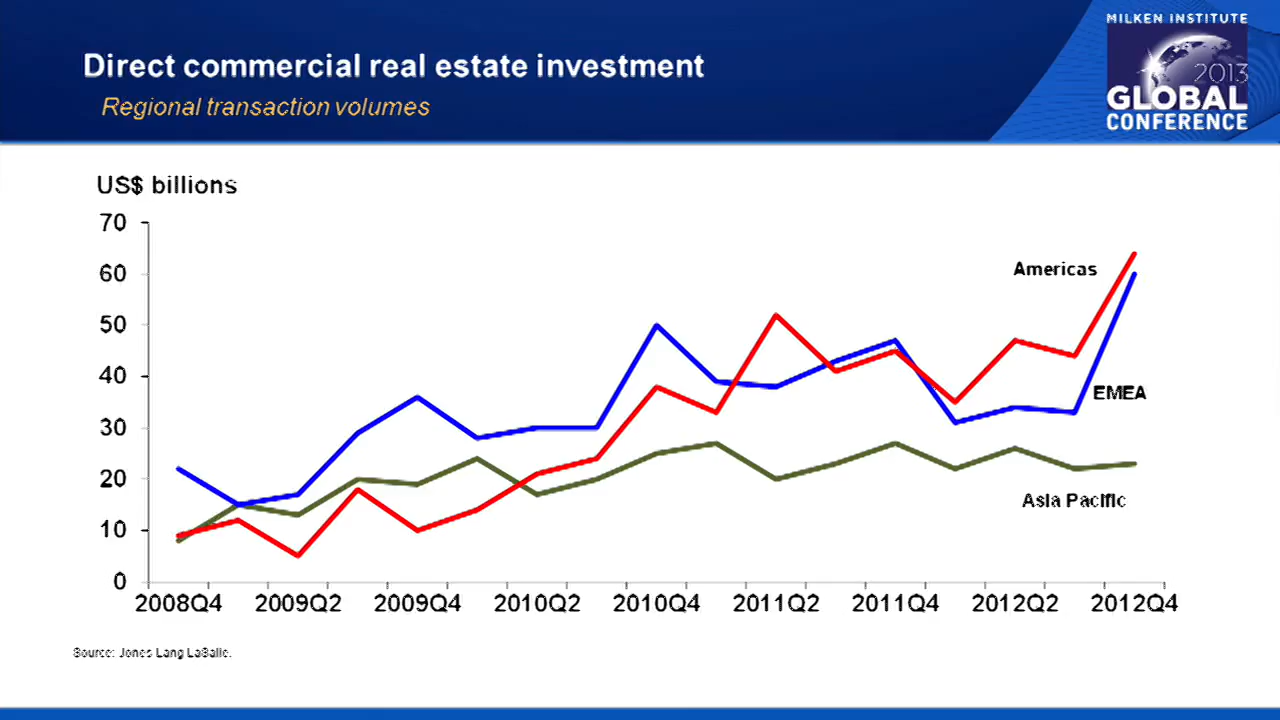 MILKEN INSTITUTE
2013
GLOBAL
CONFERENCE
Direct commercial real estate investment
Regional transaction volumes
US$ billions
70
60
50
40
30
20
10
0
Americas
EMEA
Asia Pacific
2008Q4 2009Q2 2009Q4 2010Q2 2010Q4 2011Q2 2011Q4 2012Q2 2012Q4
Source: Jones Lang LaSalle.